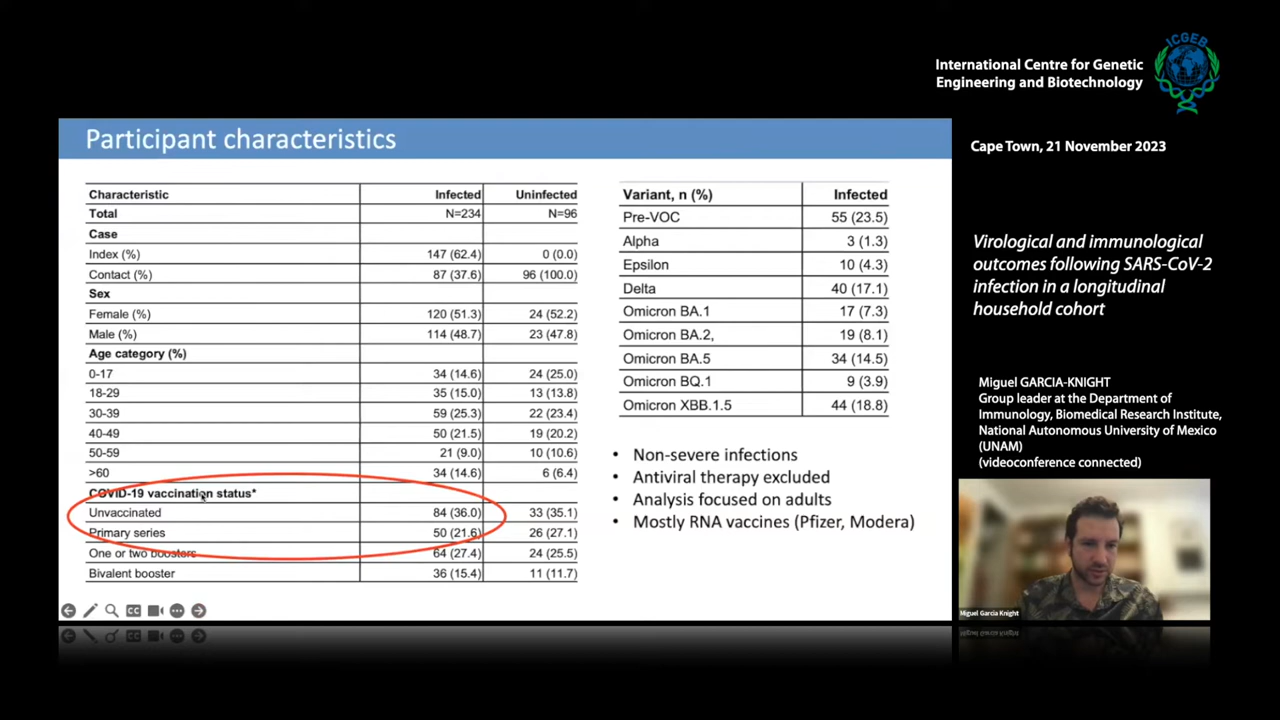 ICGEB
International Centre for Genetic
Engineering and Biotechnology
Participant characteristics
Cape Town, 21 November 2023
Characteristic Infected Uninfected
Total N=234 N=96
Case
Index (%) 147 (62.4) 0 (0.0)
Contact (%) 87 (37.6) 96 (100.0)
Sex
Female (%) 120 (51.3) 24 (52.2)
Male (%) 114 (48.7) 23 (47.8)
Age category (%)
0-17 34 (14.6) 24 (25.0)
18-29 35 (15.0) 13 (13.8)
30-39 59 (25.3) 22 (23.4)
40-49 50 (21.5) 19 (20.2)
50-59 21 (9.0) 10 (10.6)
>60 34 (14.6) 6 (6.4)
COVID-19 vaccination status*
Unvaccinated 84 (36.0) 33 (35.1)
Primary series 50 (21.6) 26 (27.1)
One or two boosters 64 (27.4) 24 (25.5)
Bivalent booster 36 (15.4) 11 (11.7)
Variant, n (%) Infected
Pre-VOC 55 (23.5)
Alpha 3 (1.3)
Epsilon 10 (4.3)
Delta 40 (17.1)
Omicron BA.1 17 (7.3)
Omicron BA.2, 19 (8.1)
Omicron BA.5 34 (14.5)
Omicron BQ.1 9 (3.9)
Omicron XBB.1.5 44 (18.8)
• Non-severe infections
• Antiviral therapy excluded
• Analysis focused on adults
• Mostly RNA vaccines (Pfizer, Modera)
Virological and immunological
outcomes following SARS-CoV-2
infection in a longitudinal
household cohort
Miguel GARCIA-KNIGHT
Group leader at the Department of
Immunology, Biomedical Research Institute,
National Autonomous University of Mexico
(UNAM)
(videoconference connected)
Miguel Garcia Knight
CC